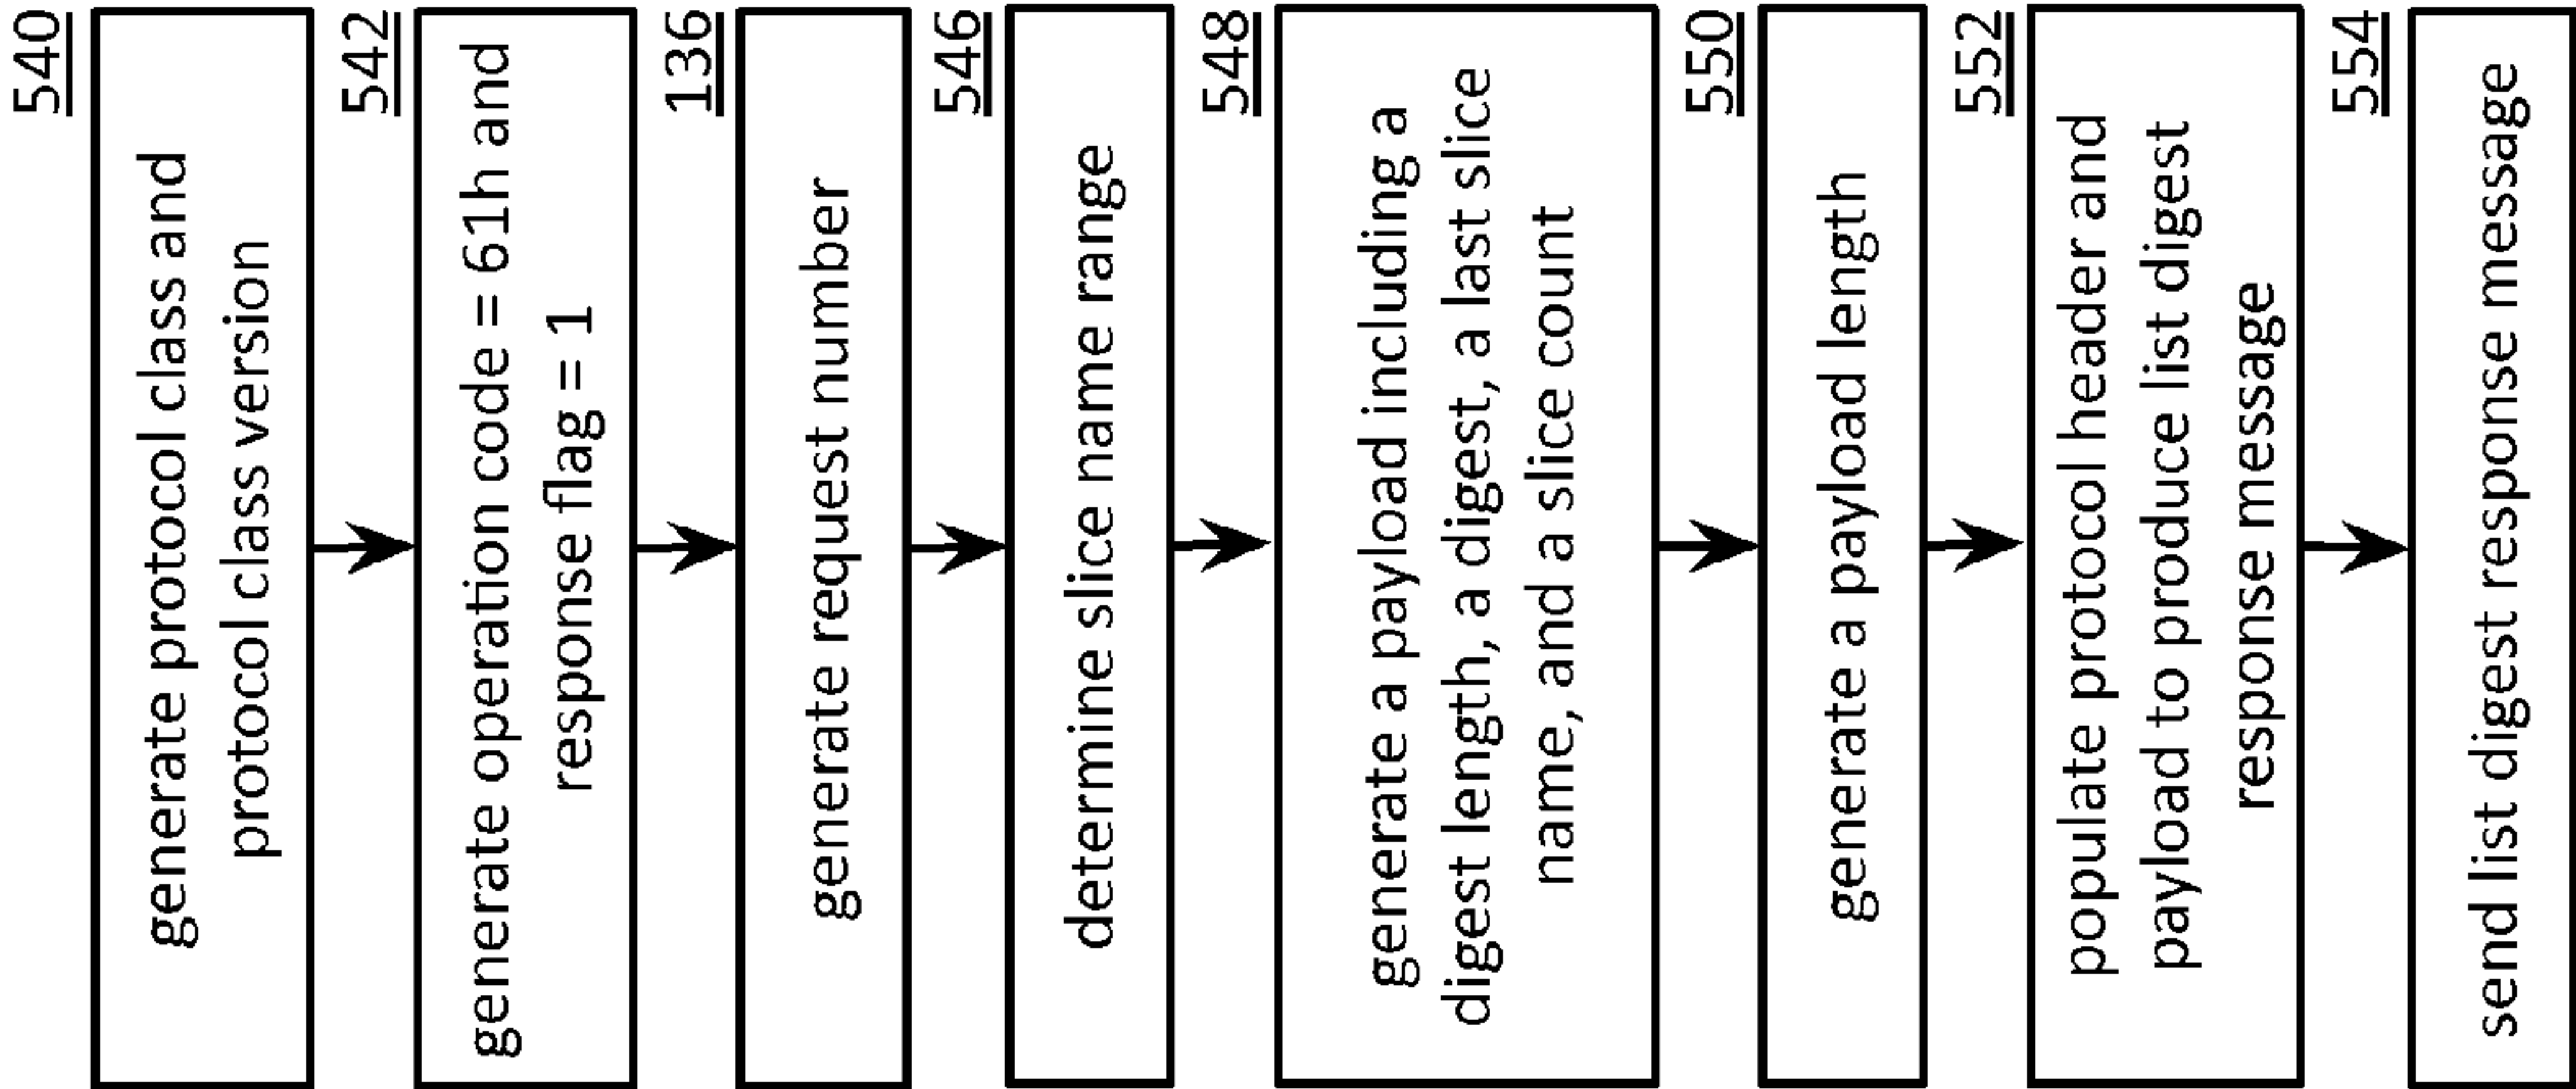 540
generate protocol class and
protocol class version
542
generate operation code = 61h and
response flag = 1
136
generate request number
546
determine slice name range
548
generate a payload including a
digest length, a digest, a last slice
name, and a slice count
550
generate a payload length
552
populate protocol header and
payload to produce list digest
response message
554
send list digest response message